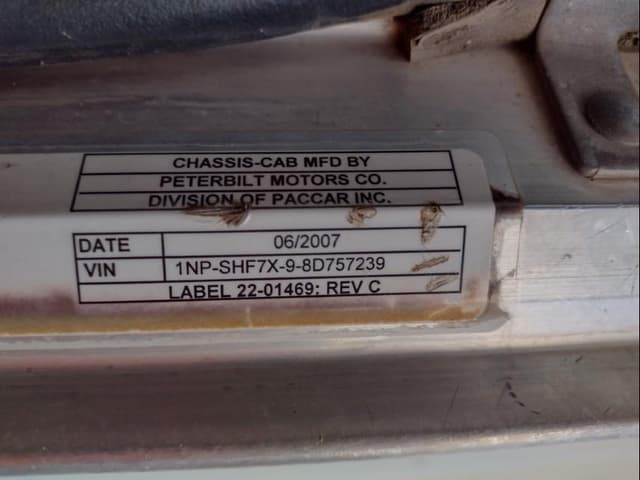 CHASSIS-CAB MFD BY
PETERBILT MOTORS CO.
DIVISION OF PACCAR INC.
DATE 06/2007
VIN 1NP-SHF7X-9-8D757239
LABEL 22-01469: REV C